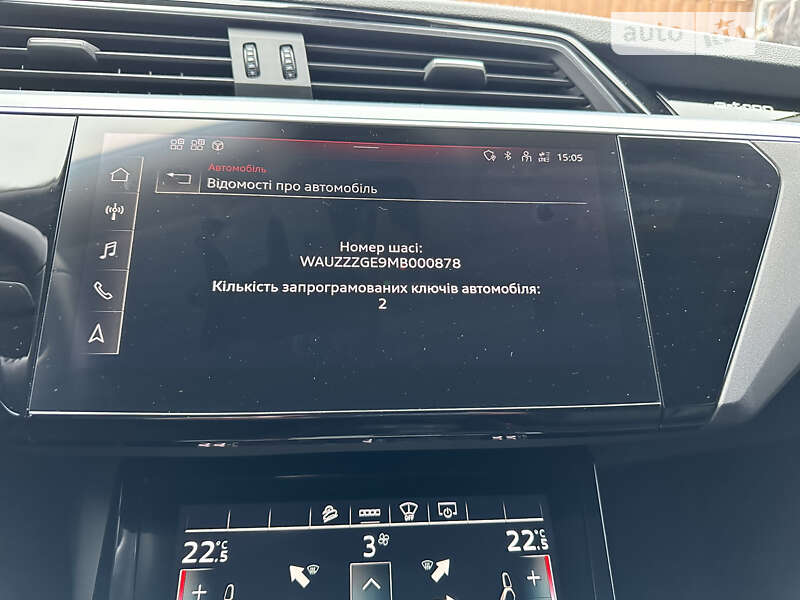 auto
15:05
Автомобіль
Відомості про автомобіль
Номер шасі:
WAUZZZGE9MB000878
Кількість запрограмованих ключів автомобіля:
2
OFF
22.5 °C
3
22.5 °C